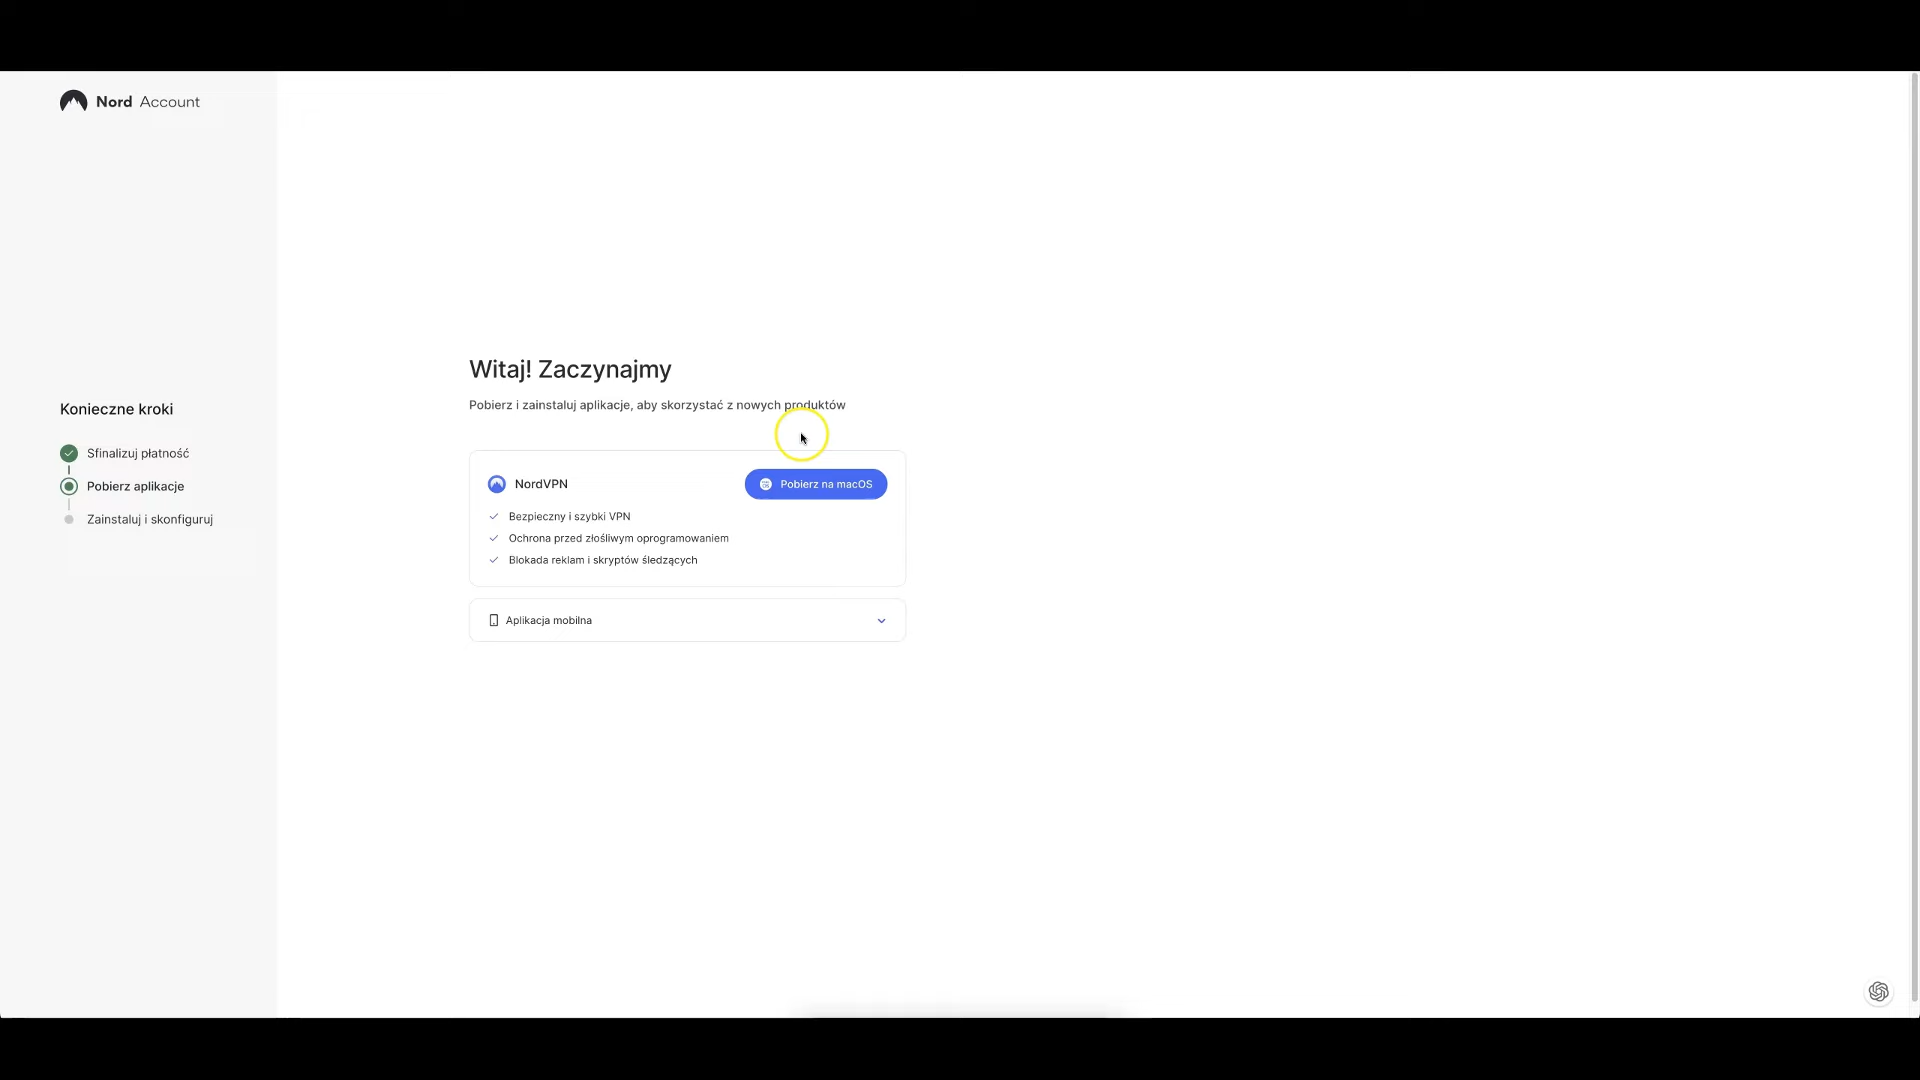 Nord Account
Konieczne kroki
Sfinalizuj płatność
Pobierz aplikacje
Zainstaluj i skonfiguruj
Witaj! Zaczynajmy
Pobierz i zainstaluj aplikacje, aby skorzystać z nowych produktów
NordVPN
Pobierz na macOS
Bezpieczny i szybki VPN
Ochrona przed złośliwym oprogramowaniem
Blokada reklam i skryptów śledzących
Aplikacja mobilna